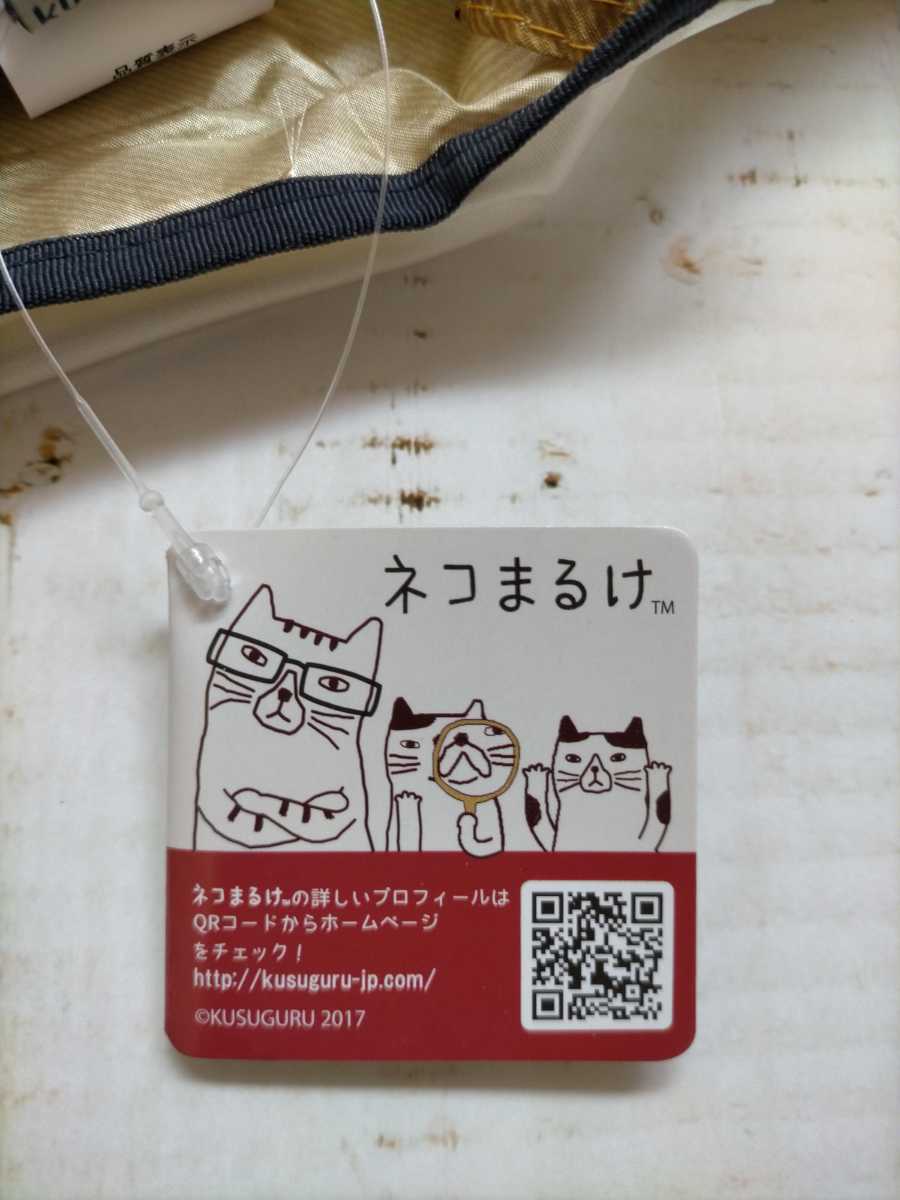 品質表示
ネコまるけTM
ネコまるけ™の詳しいプロフィールは
QRコードからホームページ
をチェック！
http://kusuguru-jp.com/
©KUSUGURU 2017